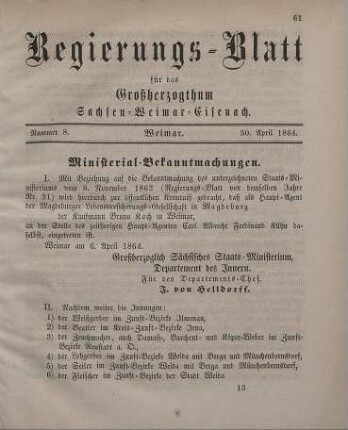 61
Regierungs-Blatt
für das
Großherzogthum
Sachsen-Weimar-Eisenach.
Nummer 8. Weimar. 30. April 1864.
Ministerial-Bekanntmachungen.
I. Mit Beziehung auf die Bekanntmachung des unterzeichneten Staats-Mi-
nisteriums vom 8. November 1862 (Regierungs-Blatt von demselben Jahre
Nr. 31) wird hierdurch zur öffentlichen Kenntniß gebracht, daß als Haupt-Agent
der Magdeburger Lebensversicherungs-Gesellschaft in Magdeburg
der Kaufmann Bruno Koch in Weimar,
an der Stelle des zeitherigen Haupt-Agenten Carl Albrecht Ferdinand Kühn da-
selbst, eingetreten ist.
Weimar am 6. April 1864.
Großherzoglich Sächsisches Staats-Ministerium,
Departement des Innern.
Für den Departements-Chef.
J. von Helldorff.
II. Nachdem weiter die Innungen:
1) der Weißgerber im Zunft-Bezirke Ilmenau,
2) der Beutler im Kreis-Zunft-Bezirke Jena,
3) der Zeuchmacher, auch Damast-, Barchent- und Köper-Weber im Zunft-
Bezirke Neustadt a. O.,
4) der Lohgerber im Zunft-Bezirke Weida mit Berga und Münchenbernsdorf,
5) der Seiler im Zunft-Bezirke Weida mit Berga und Münchenbernsdorf,
6) der Fleischer im Zunft-Bezirke der Stadt Weida
13